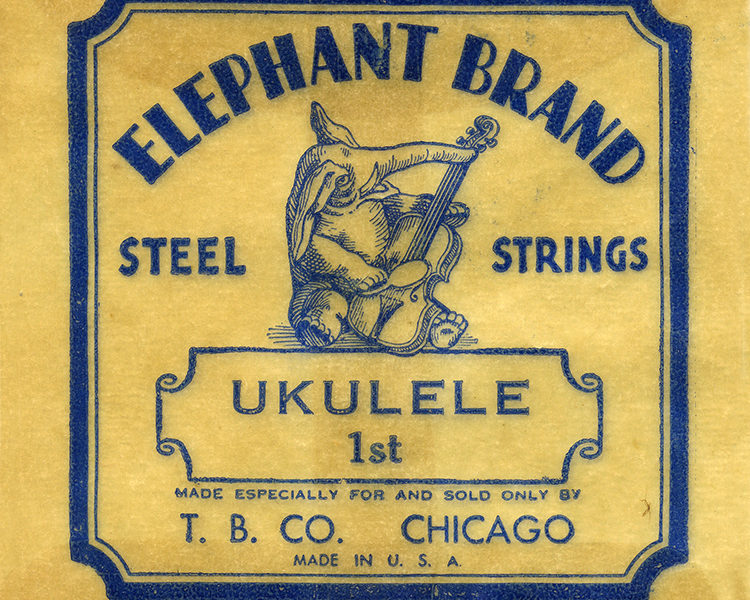 ELEPHANT BRAND
STEEL STRINGS
UKULELE
1st
MADE ESPECIALLY FOR AND SOLD ONLY BY
T. B. CO. CHICAGO
MADE IN U. S. A.